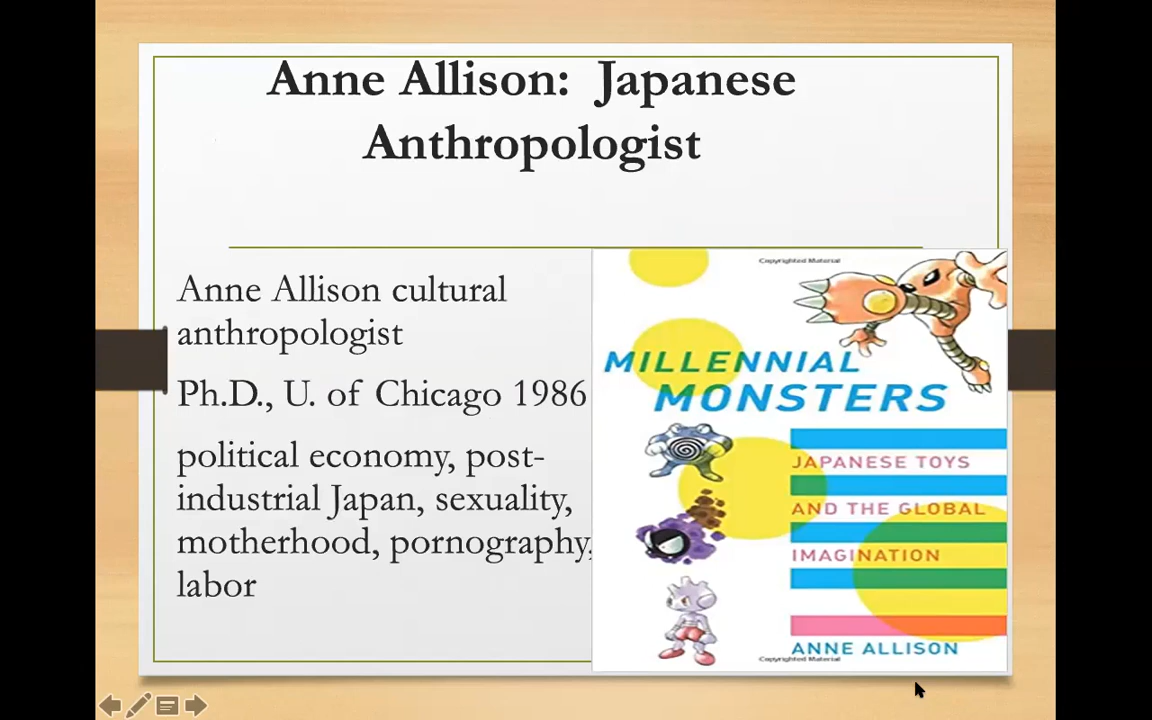 Anne Allison: Japanese
Anthropologist
Anne Allison cultural
anthropologist
Ph.D., U. of Chicago 1986
political economy, post-
industrial Japan, sexuality,
motherhood, pornography,
labor
Copyrighted Material
MILLENNIAL
MONSTERS
JAPANESE TOYS
AND THE GLOBAL
IMAGINATION
ANNE ALLISON
Copyrighted Material